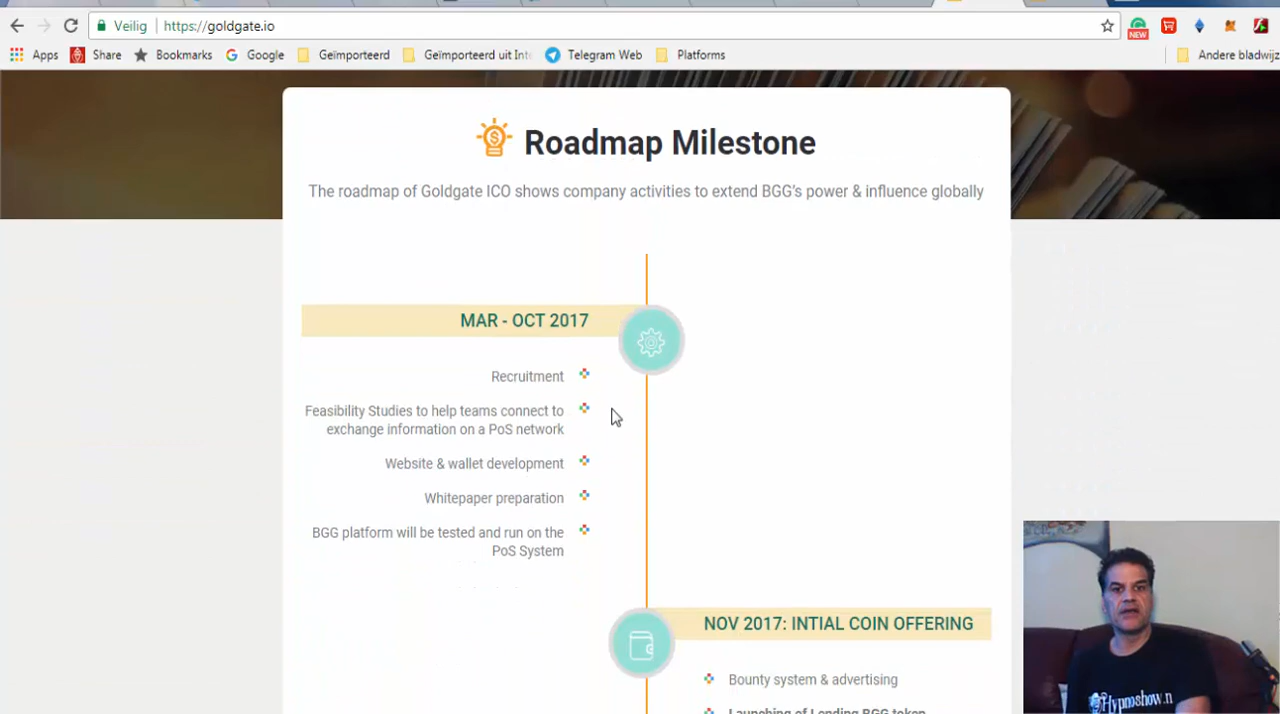 Veilig https://goldgate.io
NEW
Apps Share Bookmarks Google Geïmporteerd Geïmporteerd uit Inte Telegram Web Platforms Andere bladwijz
Roadmap Milestone
The roadmap of Goldgate ICO shows company activities to extend BGG's power & influence globally
MAR - OCT 2017
Recruitment
Feasibility Studies to help teams connect to
exchange information on a PoS network
Website & wallet development
Whitepaper preparation
BGG platform will be tested and run on the
PoS System
NOV 2017: INTIAL COIN OFFERING
Bounty system & advertising
Launching of Lending BGG token
Hypnoshow.n